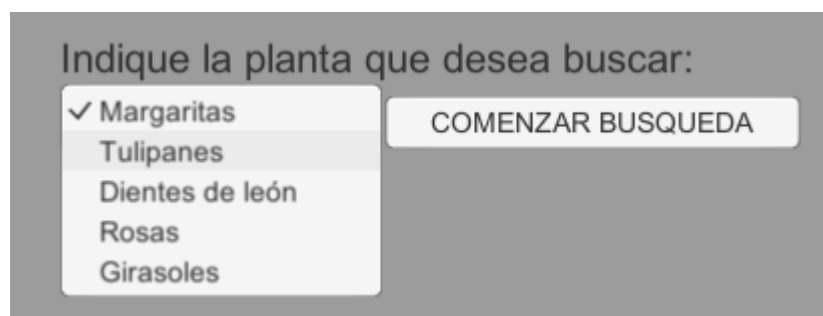 Indique la planta que desea buscar:
Margaritas
COMENZAR BUSQUEDA
Tulipanes
Dientes de león
Rosas
Girasoles